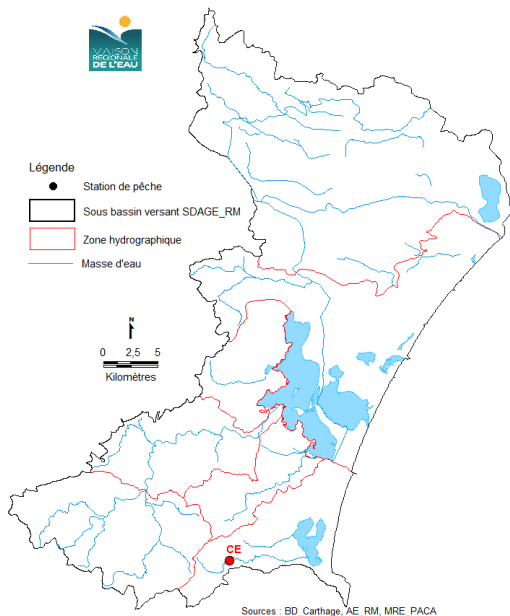 MAISON
RÉGIONALE
DE L'EAU
Légende
Station de pêche
Sous bassin versant SDAGE_RM
Zone hydrographique
Masse d'eau
N
0 2,5 5
Kilomètres
CE
Sources : BD_Carthage, AE_RM, MRE_PACA